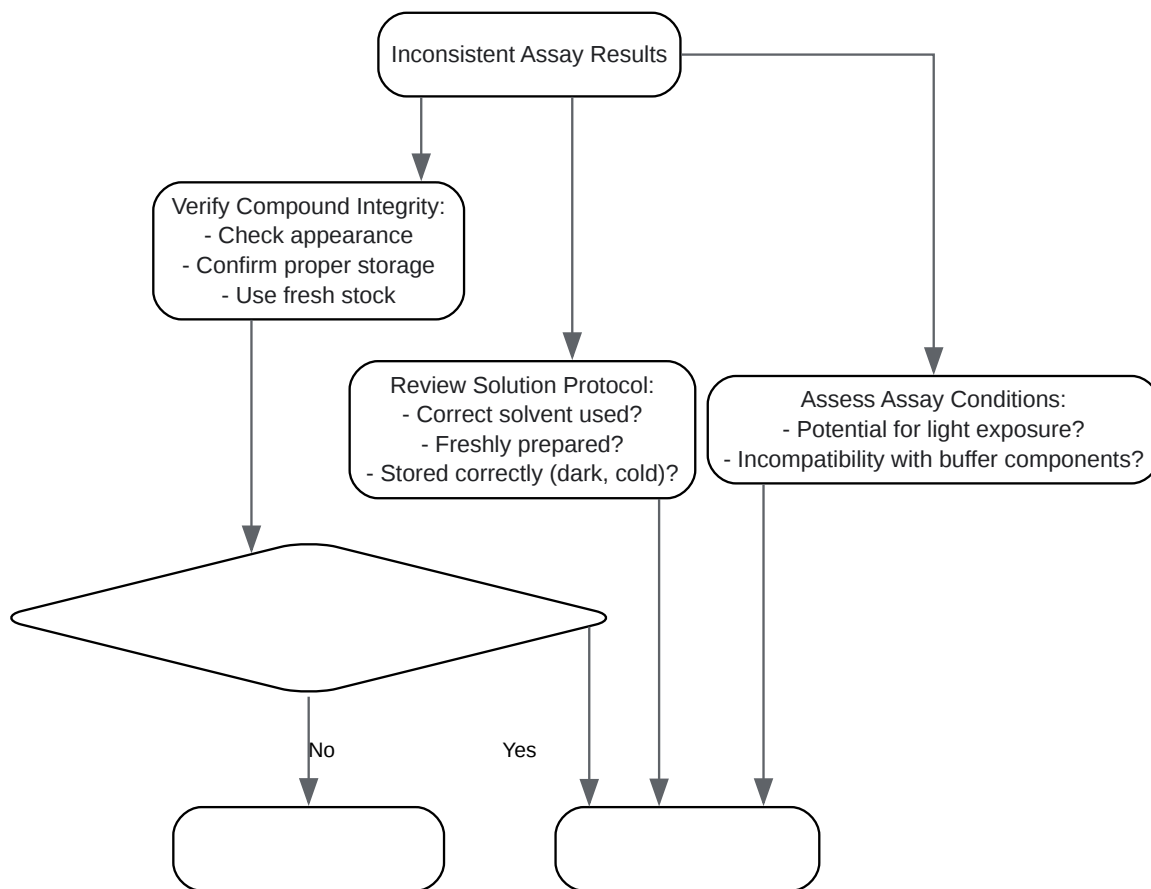 Inconsistent Assay Results
Verify Compound Integrity:
- Check appearance
- Confirm proper storage
- Use fresh stock
Review Solution Protocol:
- Correct solvent used?
- Freshly prepared?
- Stored correctly (dark, cold)?
Assess Assay Conditions:
- Potential for light exposure?
- Incompatibility with buffer components?
No
Yes